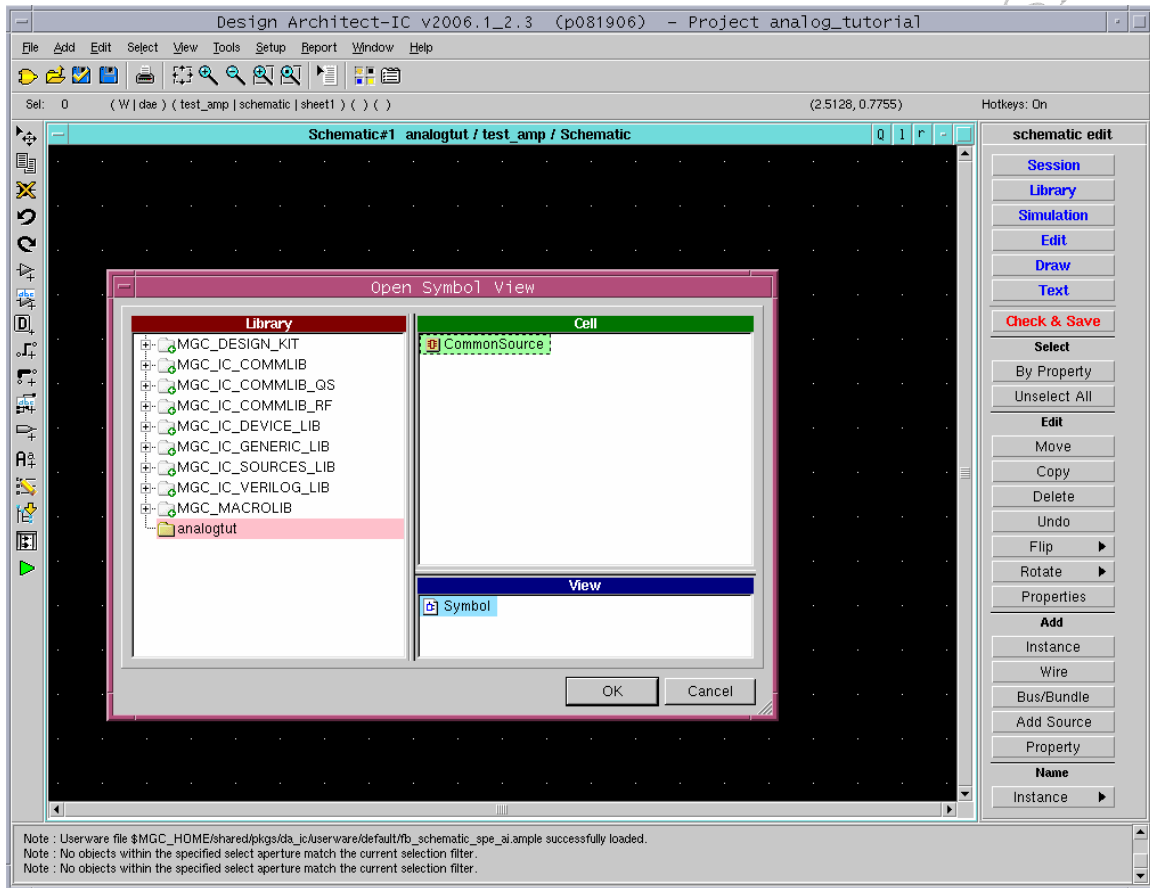 Design Architect-IC v2006.1_2.3 (p081906) - Project analog_tutorial
File Add Edit Select View Tools Setup Report Window Help
Sel: 0 ( W | dae ) ( test_amp | schematic | sheet1 ) ( ) ( ) (2.5128, 0.7755) Hotkeys: On
Schematic#1 analogtut / test_amp / Schematic Q l r
schematic edit
Session
Library
Simulation
Edit
Draw
Text
Check & Save
Select
By Property
Unselect All
Edit
Move
Copy
Delete
Undo
Flip
Rotate
Properties
Add
Instance
Wire
Bus/Bundle
Add Source
Property
Name
Instance
Open Symbol View
Library
MGC_DESIGN_KIT
MGC_IC_COMMLIB
MGC_IC_COMMLIB_QS
MGC_IC_COMMLIB_RF
MGC_IC_DEVICE_LIB
MGC_IC_GENERIC_LIB
MGC_IC_SOURCES_LIB
MGC_IC_VERILOG_LIB
MGC_MACROLIB
analogtut
Cell
CommonSource
View
Symbol
OK Cancel
Note : Userware file $MGC_HOME/shared/pkgs/da_ic/userware/default/fb_schematic_spe_ai.ample successfully loaded.
Note : No objects within the specified select aperture match the current selection filter.
Note : No objects within the specified select aperture match the current selection filter.